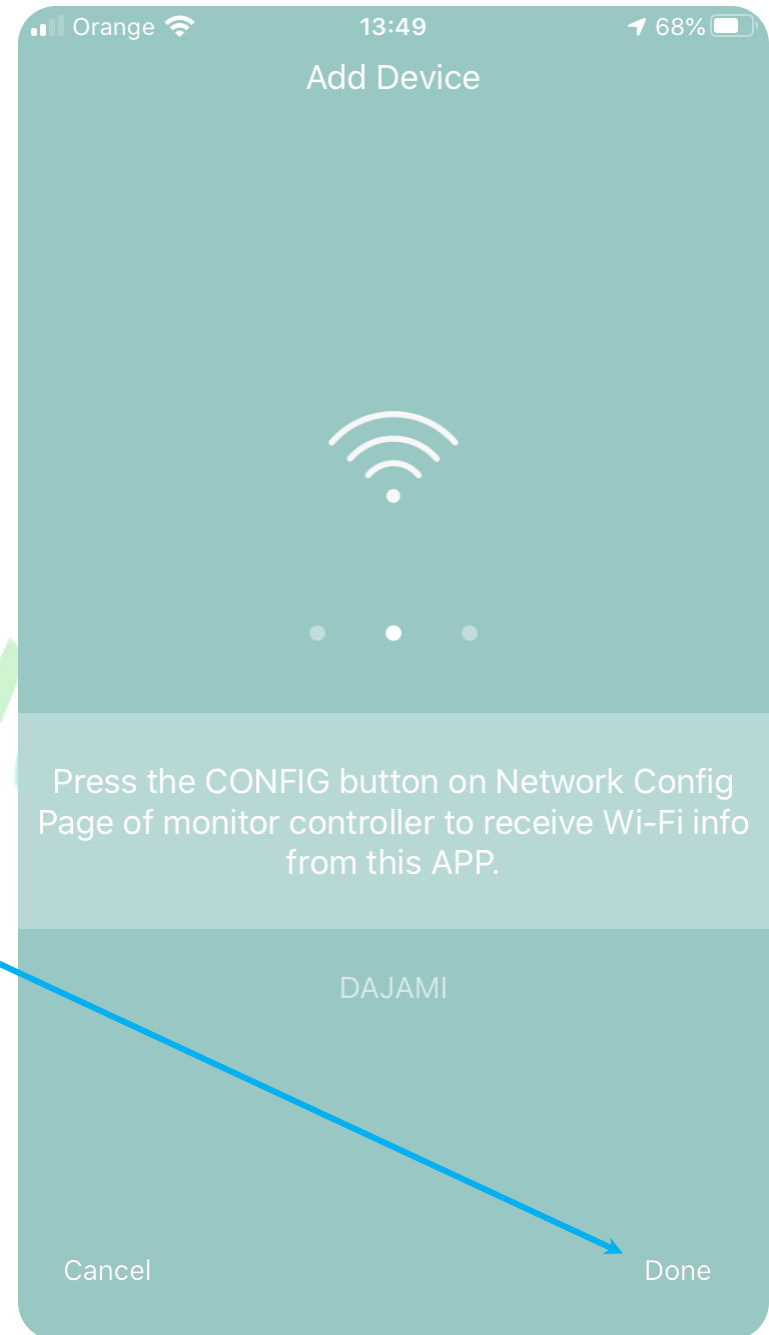 Orange 13:49 68%
Add Device
Press the CONFIG button on Network Config
Page of monitor controller to receive Wi-Fi info
from this APP.
DAJAMI
Cancel Done